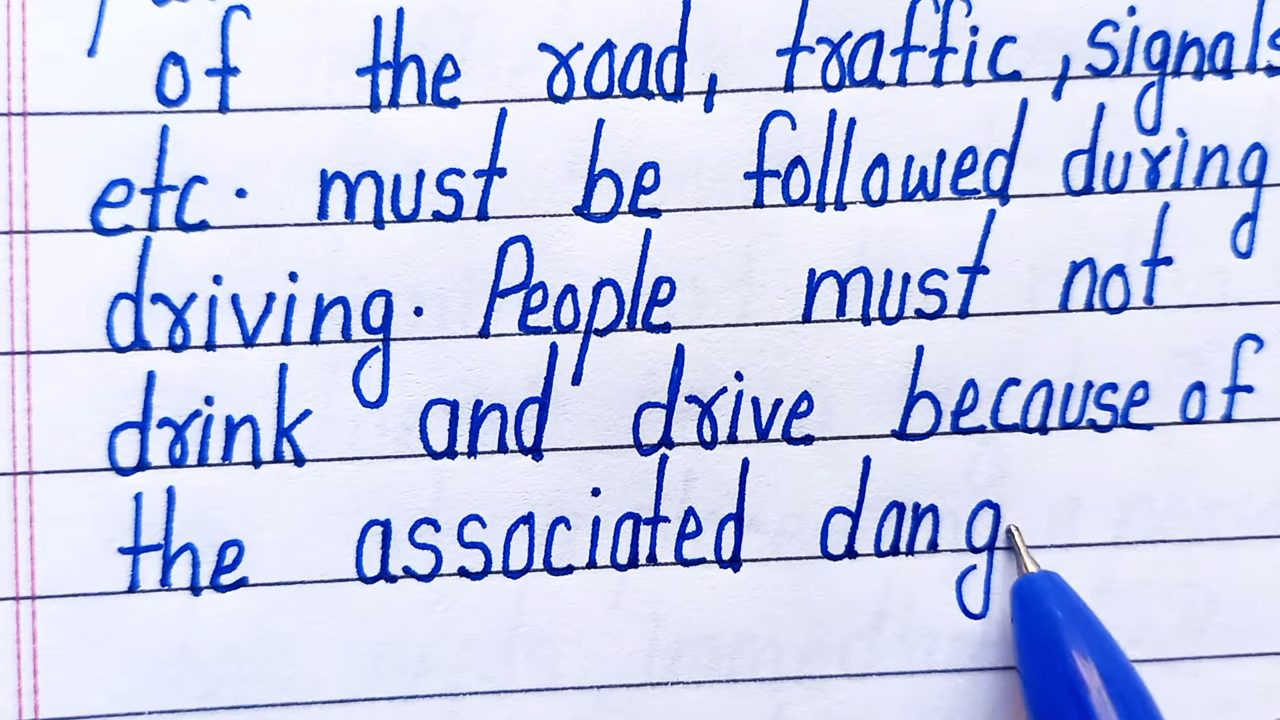 of the road, traffic ,signals
etc. must be followed during
driving. People must not
drink and drive because of
the associated dang